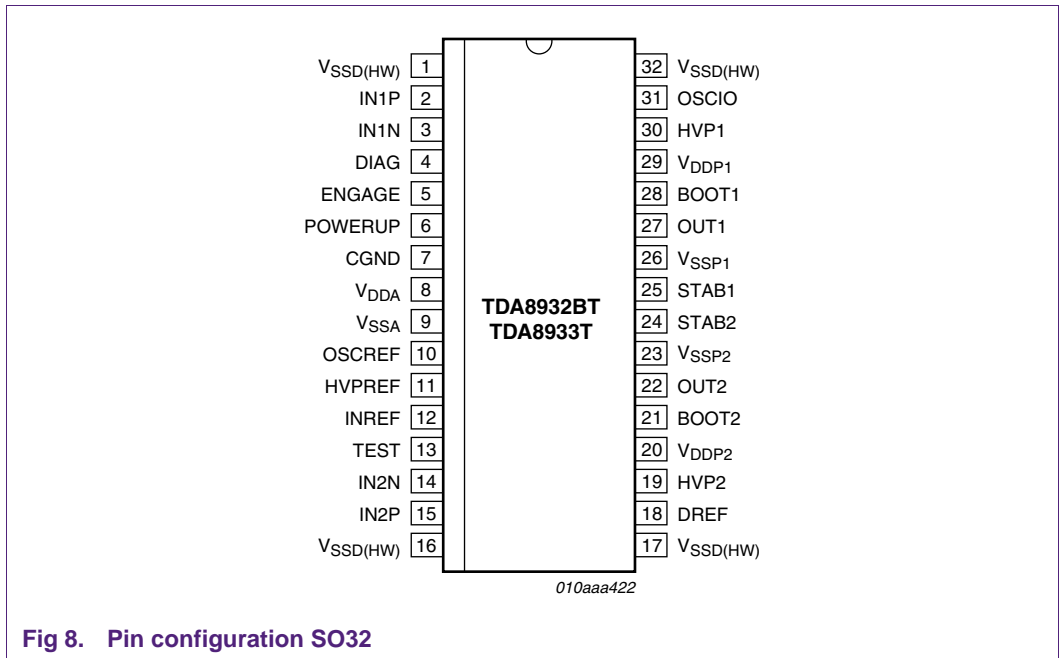 VSSD(HW) 1
IN1P 2
IN1N 3
DIAG 4
ENGAGE 5
POWERUP 6
CGND 7
VDDA 8
VSSA 9
OSCREF 10
HVPREF 11
INREF 12
TEST 13
IN2N 14
IN2P 15
VSSD(HW) 16
TDA8932BT
TDA8933T
32 VSSD(HW)
31 OSCIO
30 HVP1
29 VDDP1
28 BOOT1
27 OUT1
26 VSSP1
25 STAB1
24 STAB2
23 VSSP2
22 OUT2
21 BOOT2
20 VDDP2
19 HVP2
18 DREF
17 VSSD(HW)
010aaa422
Fig 8. Pin configuration SO32